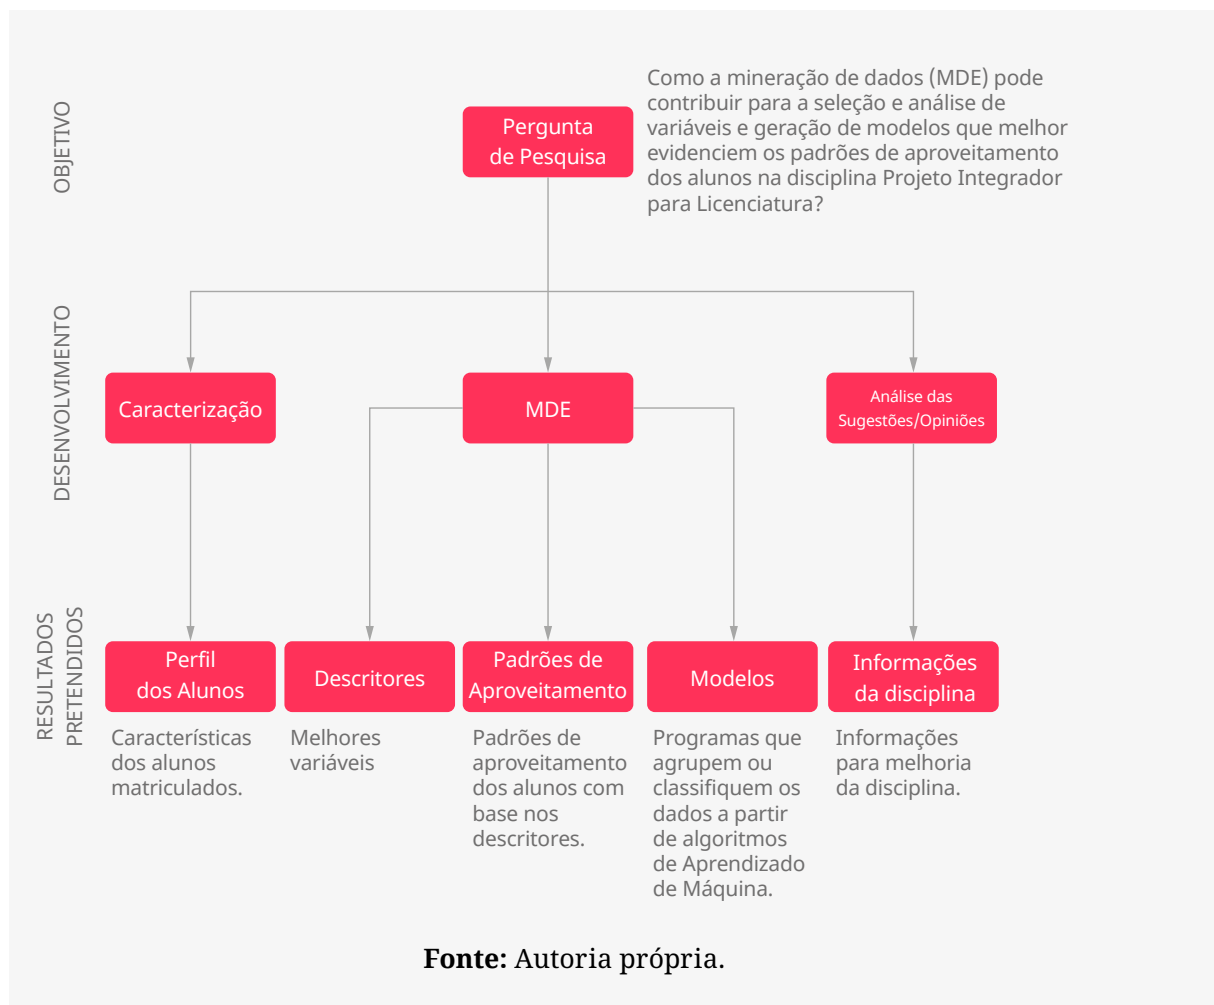 OBJETIVO
Pergunta
de Pesquisa
Como a mineração de dados (MDE) pode
contribuir para a seleção e análise de
variáveis e geração de modelos que melhor
evidenciem os padrões de aproveitamento
dos alunos na disciplina Projeto Integrador
para Licenciatura?
DESENVOLVIMENTO
Caracterização
MDE
Análise das
Sugestões/Opiniões
RESULTADOS
PRETENDIDOS
Perfil
dos Alunos
Características
dos alunos
matriculados.
Descritores
Melhores
variáveis
Padrões de
Aproveitamento
Padrões de
aproveitamento
dos alunos com
base nos
descritores.
Modelos
Programas que
agrupem ou
classifiquem os
dados a partir
de algoritmos
de Aprendizado
de Máquina.
Informações
da disciplina
Informações
para melhoria
da disciplina.
Fonte: Autoria própria.